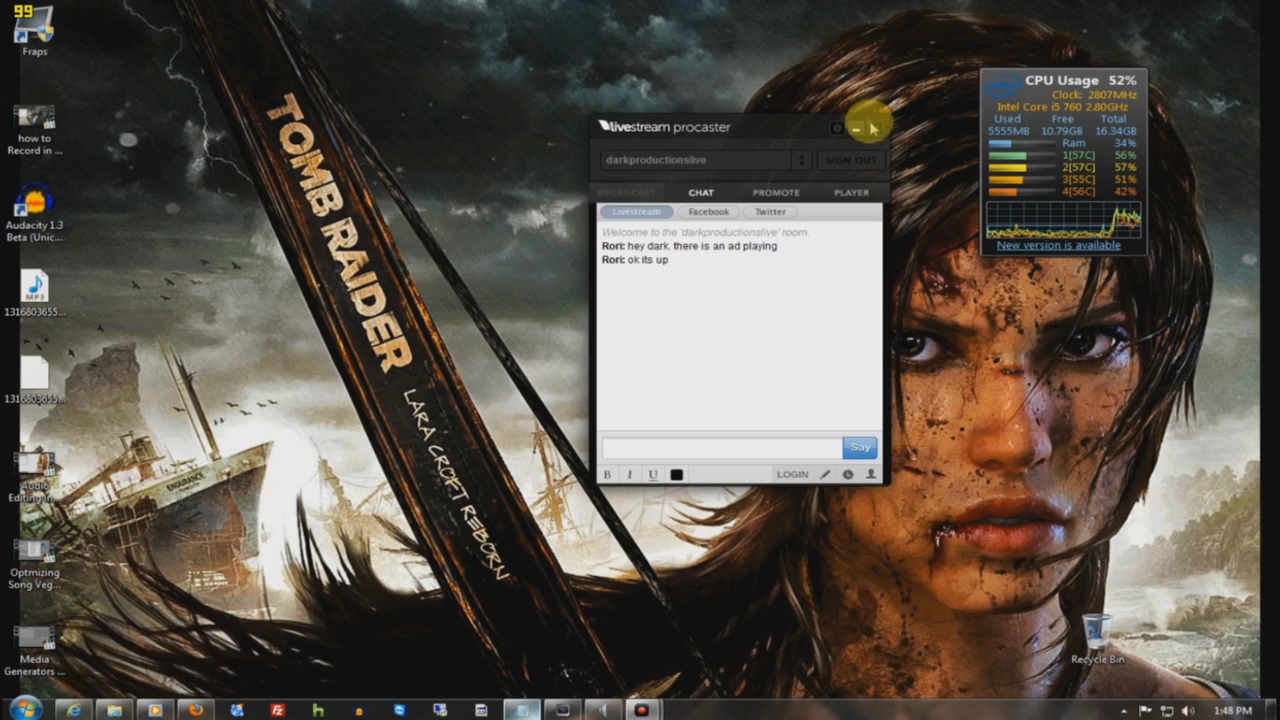 99
Fraps
how to
Record in ...
Audacity 1.3
Beta (Unic...
MP3
1316803655...
1316803655...
Audio
Editing in...
Optmizing
Song Veg...
Media
Generators ...
TOMB RAIDER
LARA CROFT REBORN
ENDURANCE
livestream procaster
darkproductionslive
SIGN OUT
BROADCAST CHAT PROMOTE PLAYER
Livestream Facebook Twitter
Welcome to the 'darkproductionslive' room.
Rori: hey dark. there is an ad playing
Rori: ok its up
Say
B I U LOGIN
CPU Usage 52%
Clock: 2807MHz
Intel Core i5 760 2.80GHz
Used Free Total
5555MB 10.79GB 16.34GB
Ram 34%
1[57C] 56%
2[57C] 57%
3[55C] 51%
4[56C] 42%
New version is available
Recycle Bin
1:48 PM